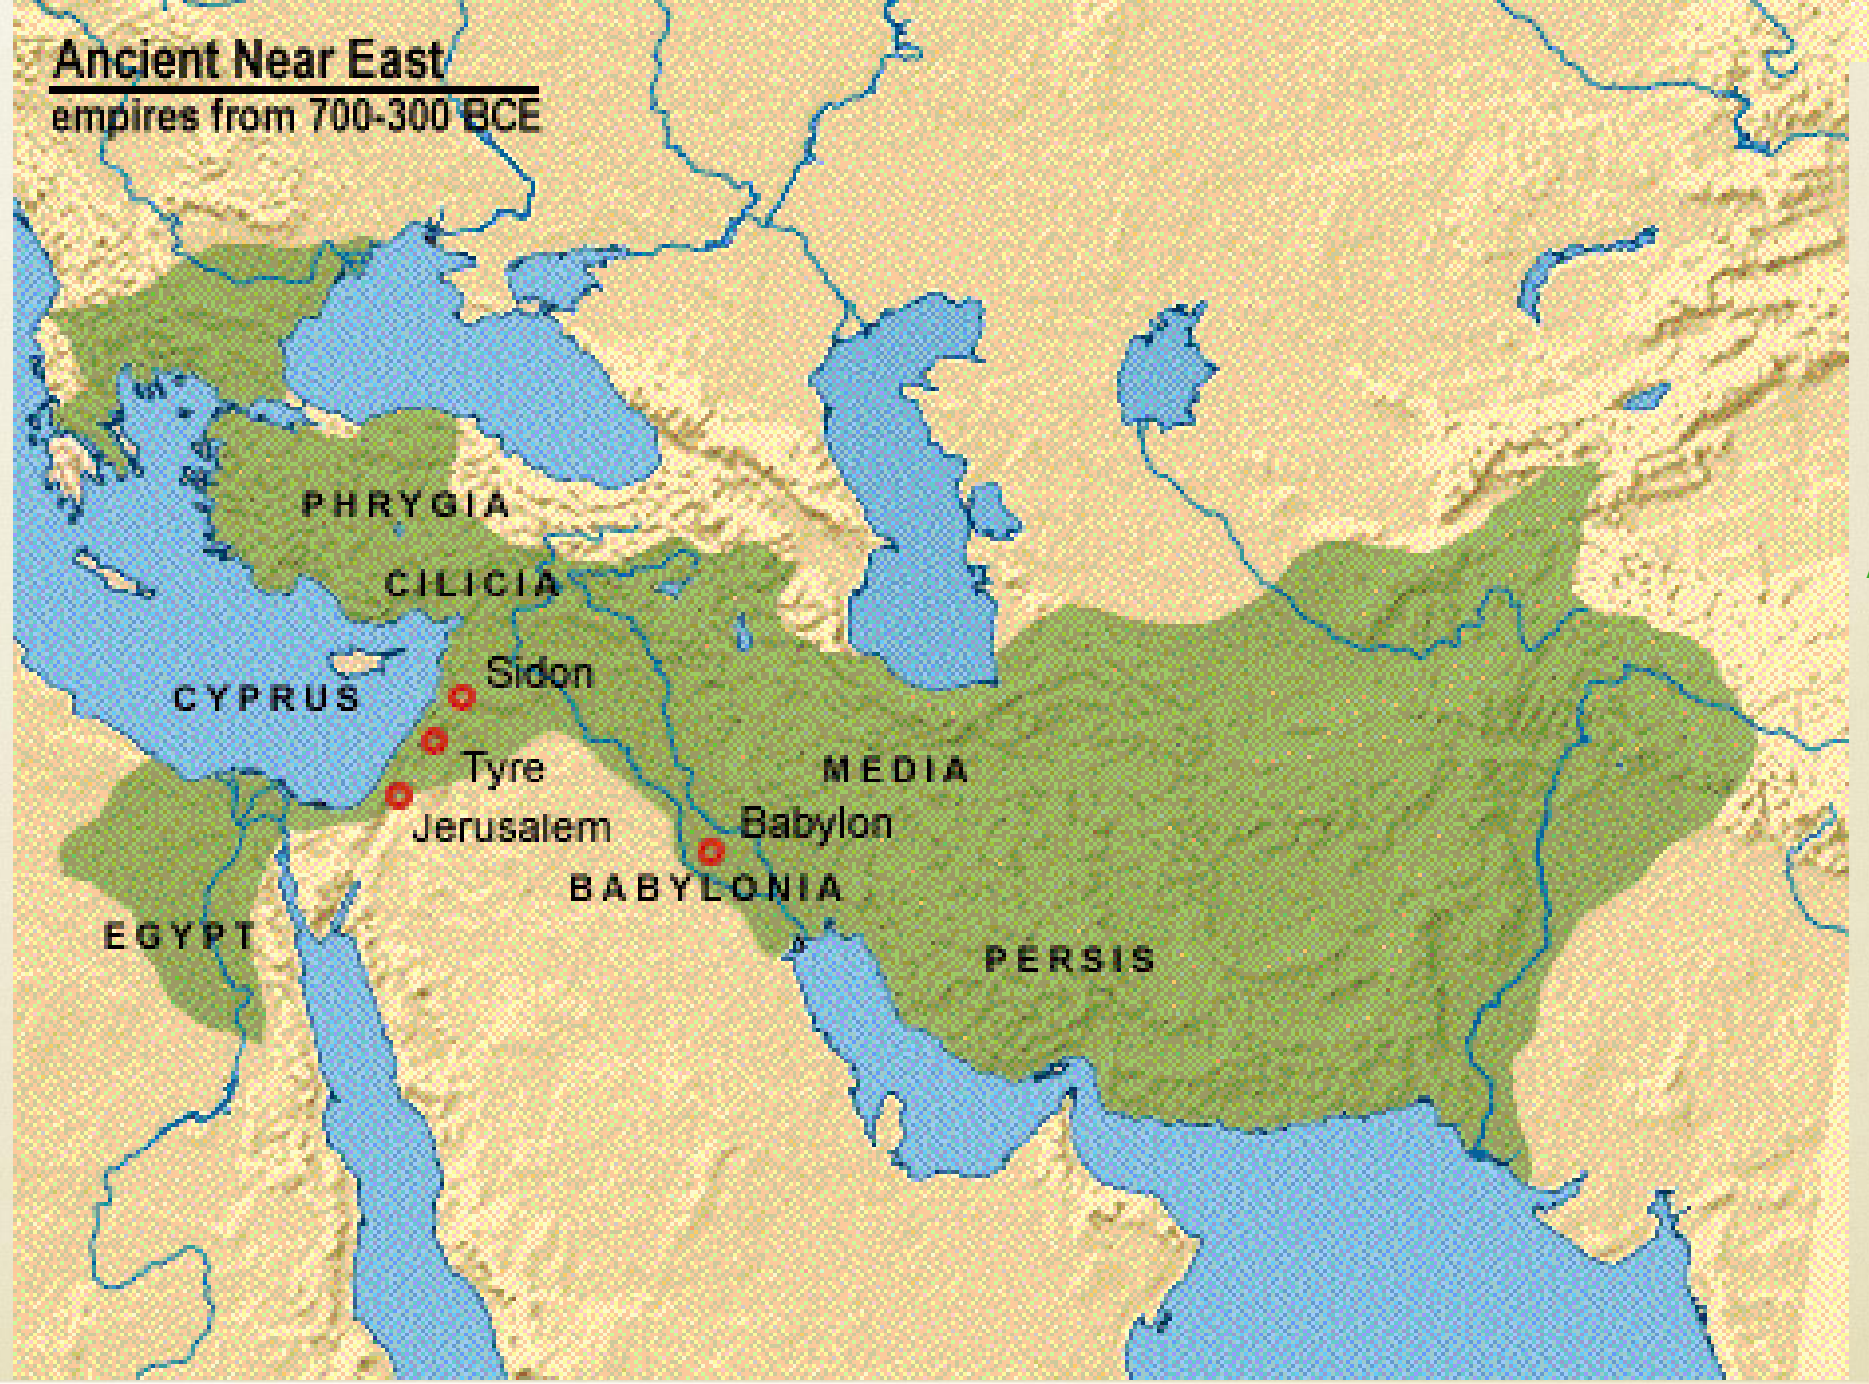 Ancient Near East
empires from 700-300 BCE
PHRYGIA
CILICIA
Sidon
CYPRUS
Tyre
MEDIA
Jerusalem
Babylon
BABYLONIA
EGYPT
PERSIS